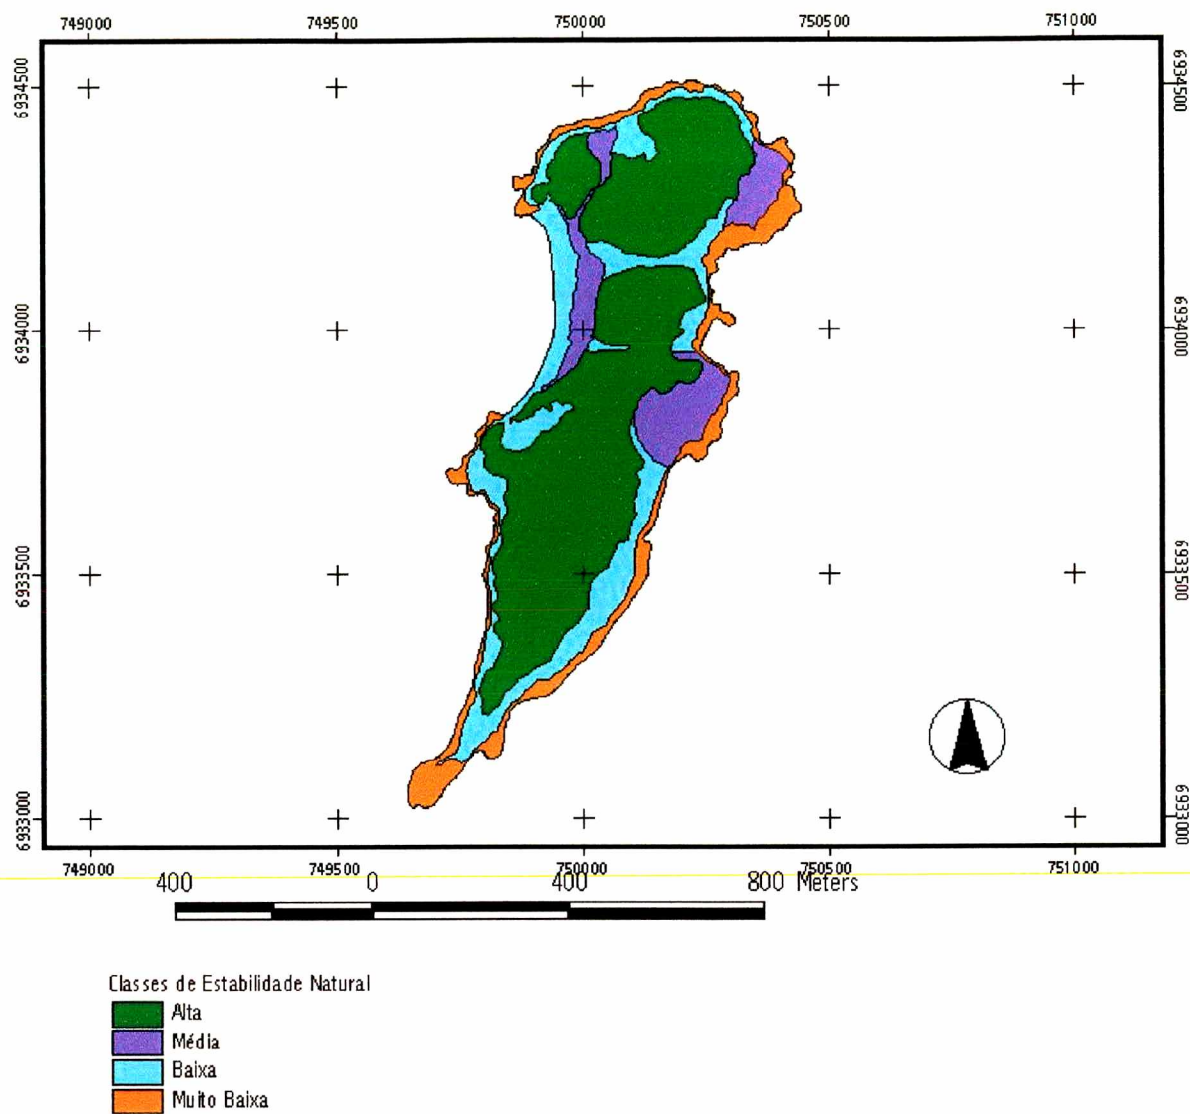 749000 749500 750000 750500 751000
6934500 6934500
6934000 6934000
6933500 6933500
6933000 6933000
749000 749500 750000 750500 751000
400 0 400 800 Meters
Classes de Estabilidade Natural
Alta
Média
Baixa
Muito Baixa